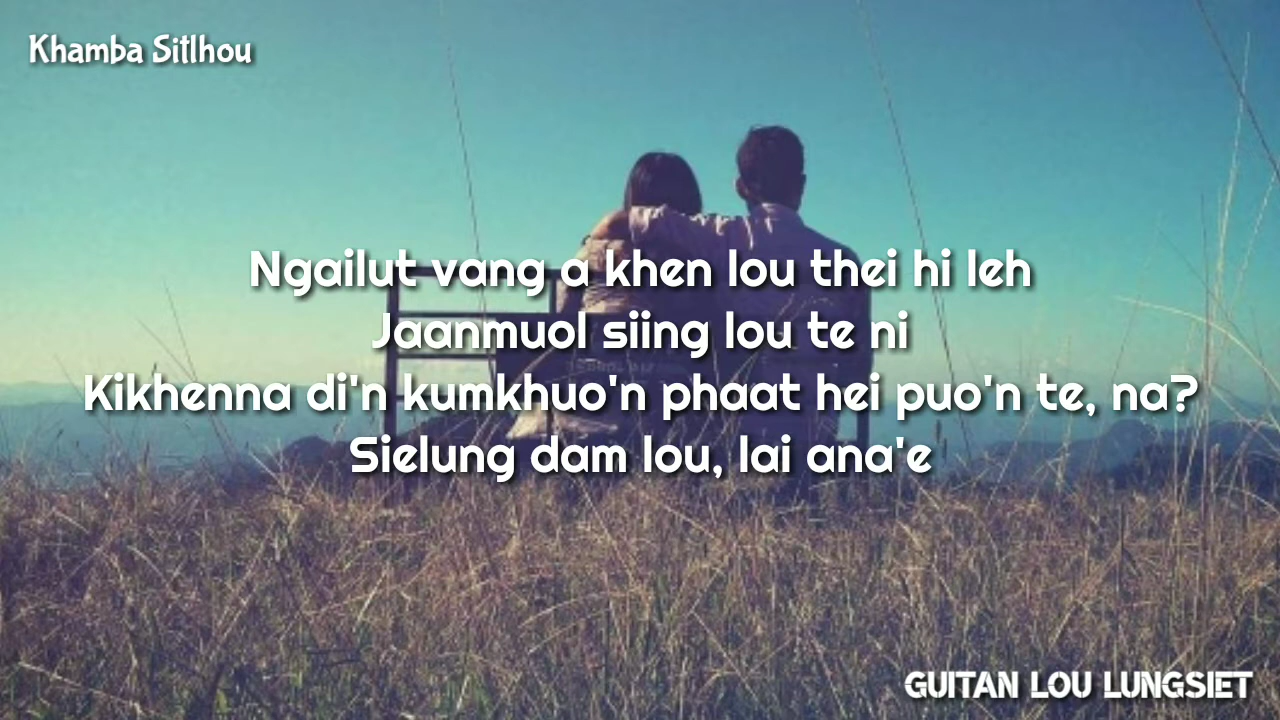 Khamba Sitlhou
Ngailut vang a khen lou thei hi leh
Jaanmuol siing lou te ni
Kikhenna di'n kumkhuo'n phaat hei puo'n te, na?
Sielung dam lou, lai ana'e
GUITAN LOU LUNGSIET